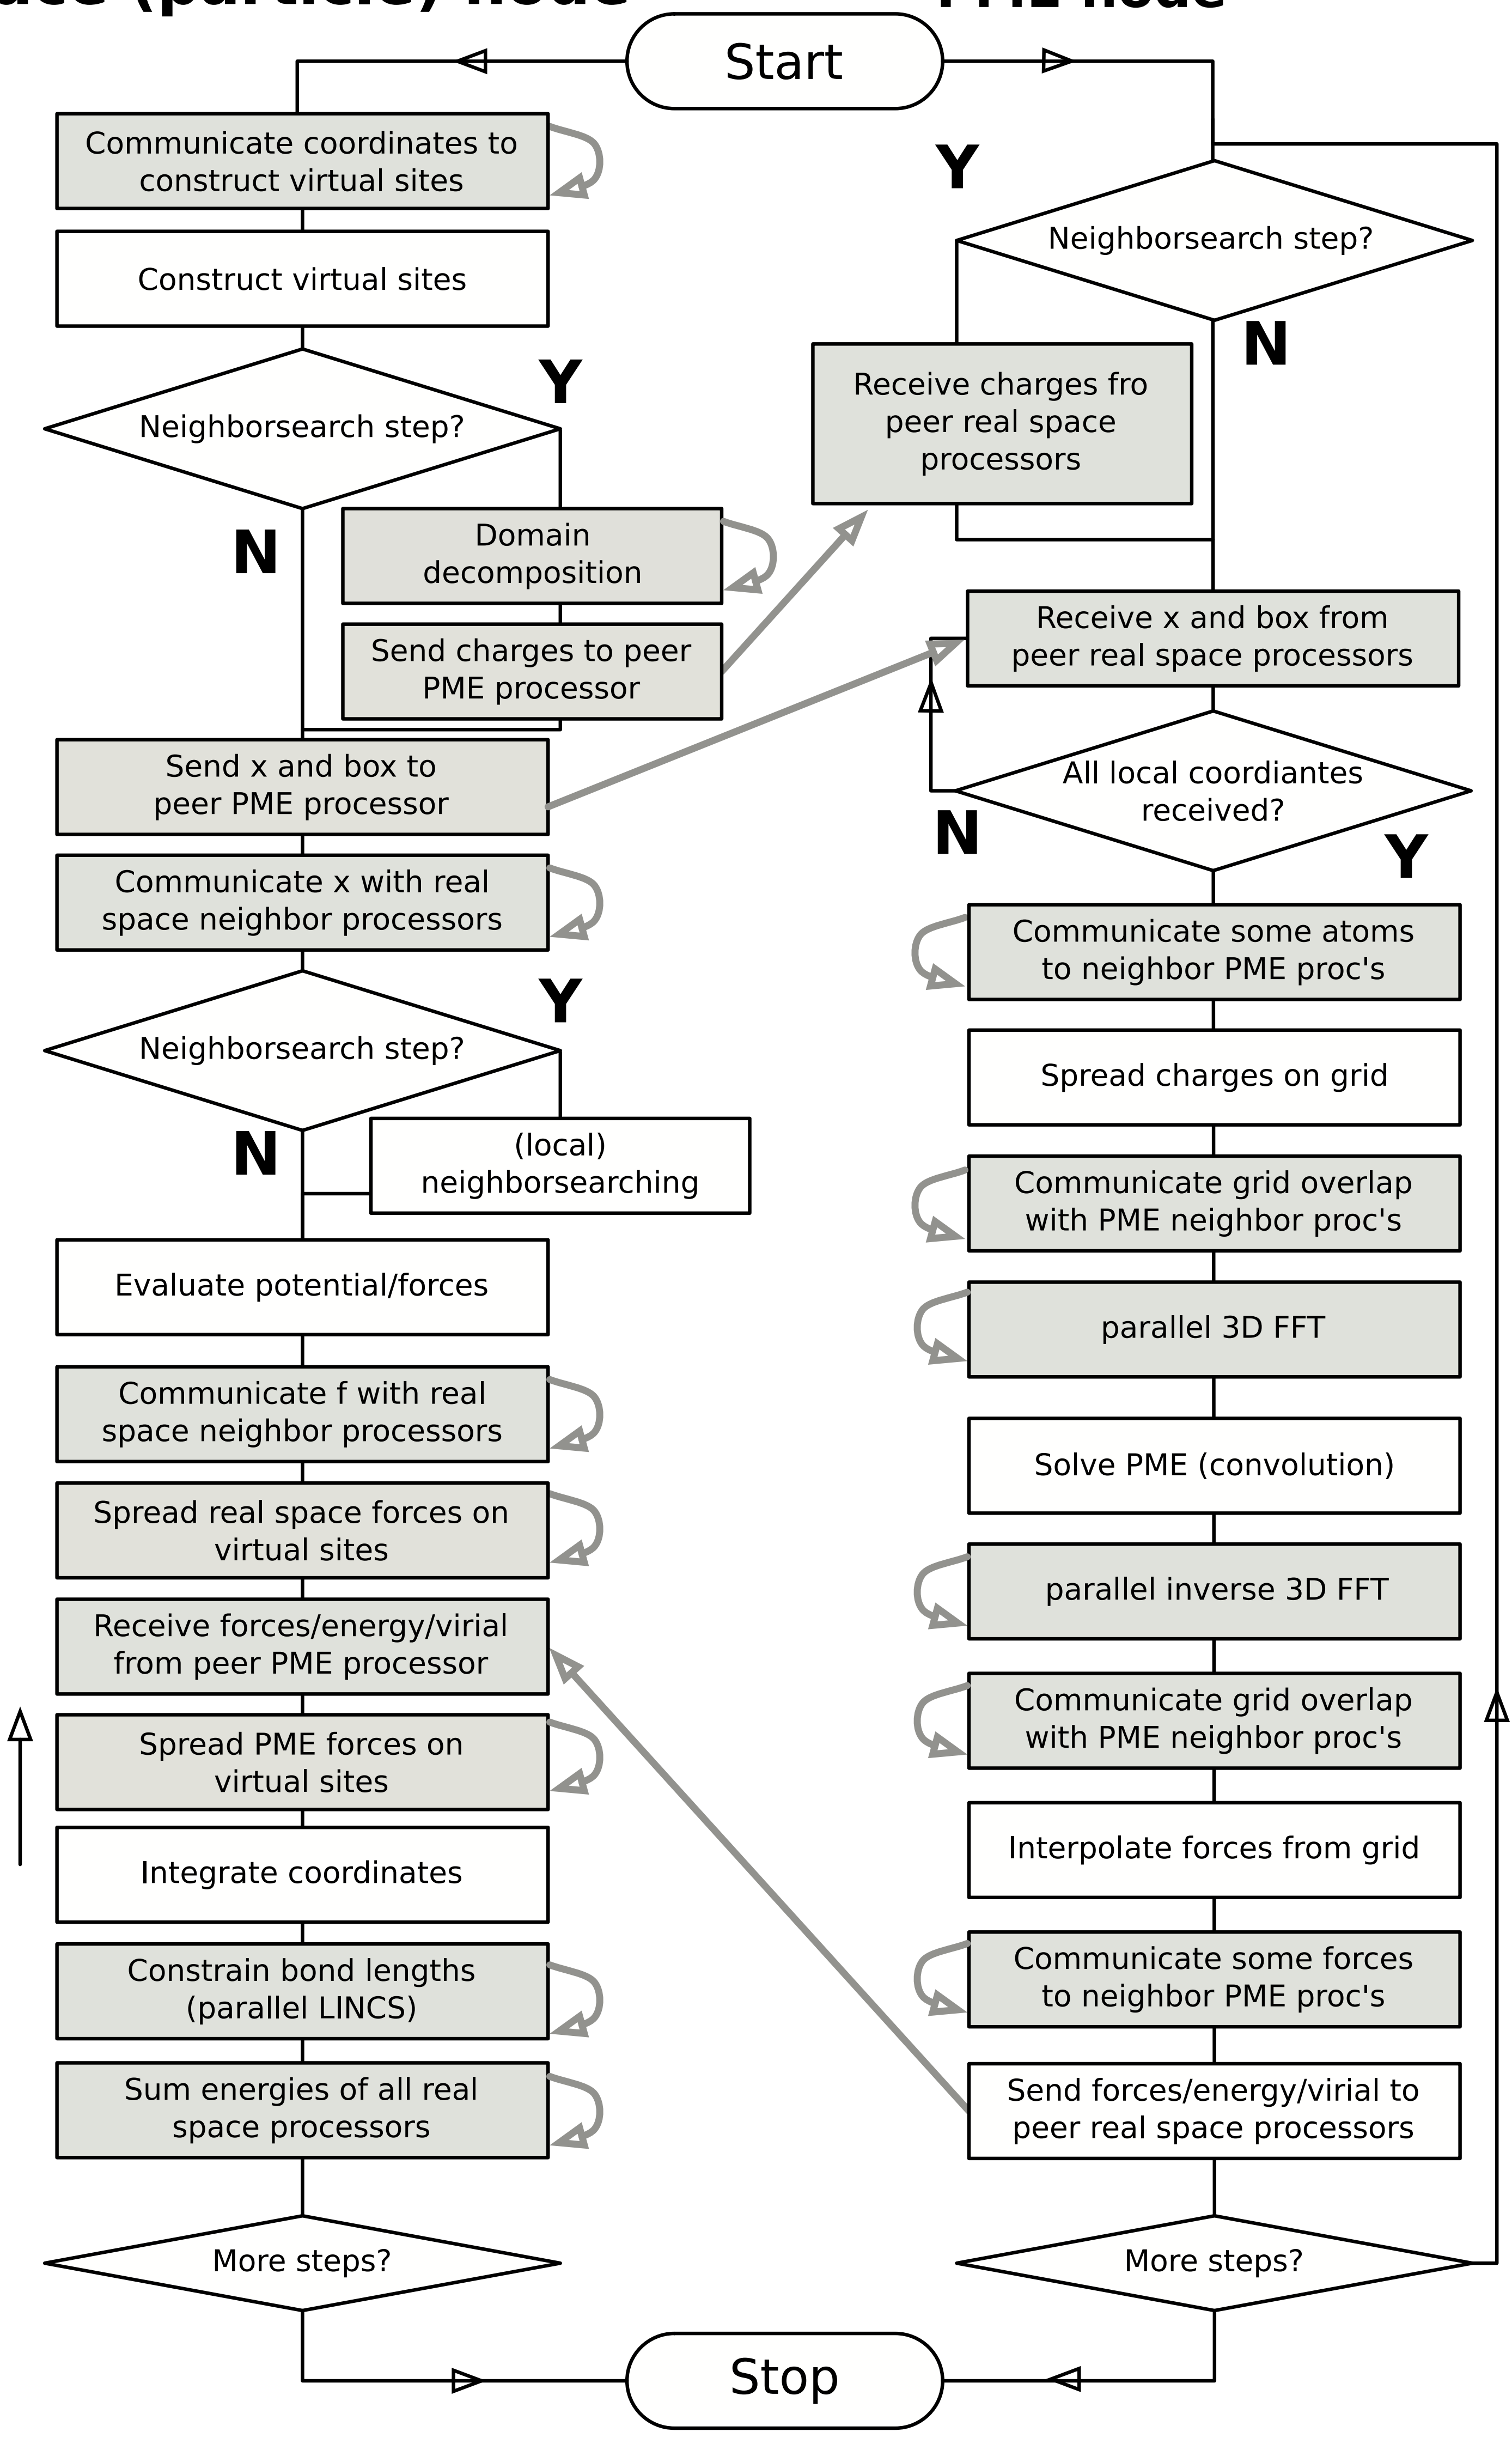 (particle) node
PME node
Start
Communicate coordinates to
construct virtual sites
Construct virtual sites
Neighborsearch step?
Y
N
Domain
decomposition
Send charges to peer
PME processor
Send x and box to
peer PME processor
Communicate x with real
space neighbor processors
Neighborsearch step?
Y
N
(local)
neighborsearching
Evaluate potential/forces
Communicate f with real
space neighbor processors
Spread real space forces on
virtual sites
Receive forces/energy/virial
from peer PME processor
Spread PME forces on
virtual sites
Integrate coordinates
Constrain bond lengths
(parallel LINCS)
Sum energies of all real
space processors
More steps?
Y
Neighborsearch step?
N
Receive charges fro
peer real space
processors
Receive x and box from
peer real space processors
All local coordiantes
received?
N
Y
Communicate some atoms
to neighbor PME proc's
Spread charges on grid
Communicate grid overlap
with PME neighbor proc's
parallel 3D FFT
Solve PME (convolution)
parallel inverse 3D FFT
Communicate grid overlap
with PME neighbor proc's
Interpolate forces from grid
Communicate some forces
to neighbor PME proc's
Send forces/energy/virial to
peer real space processors
More steps?
Stop